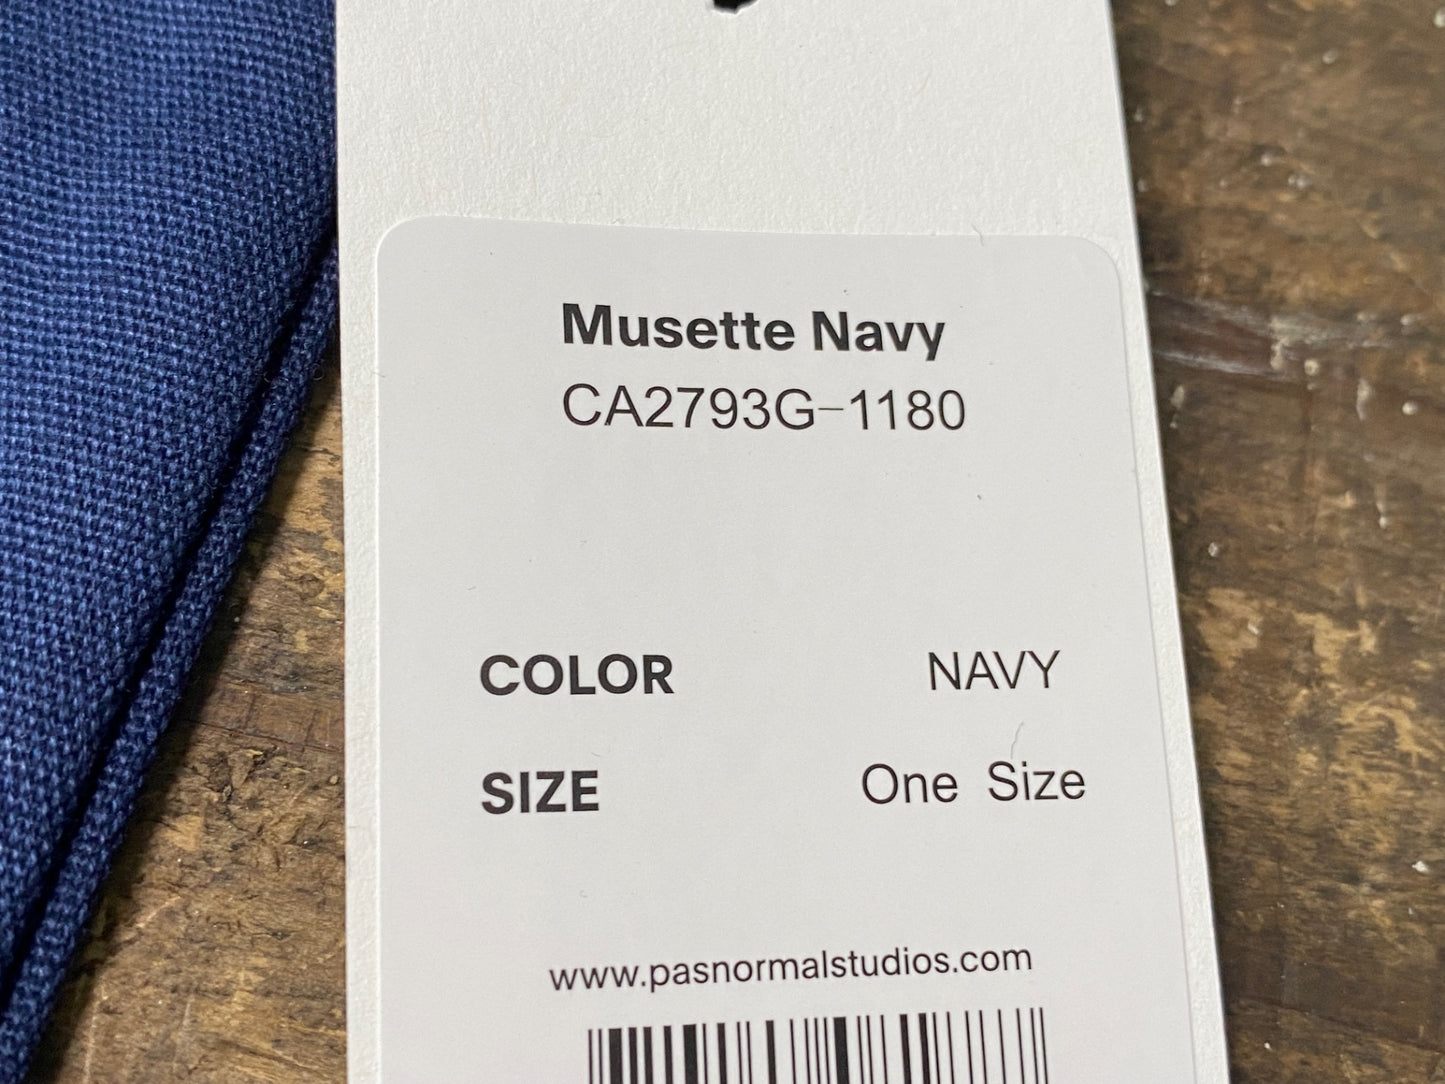 Musette Navy
CA2793G-1180
COLOR NAVY
SIZE One Size
www.pasnormalstudios.com